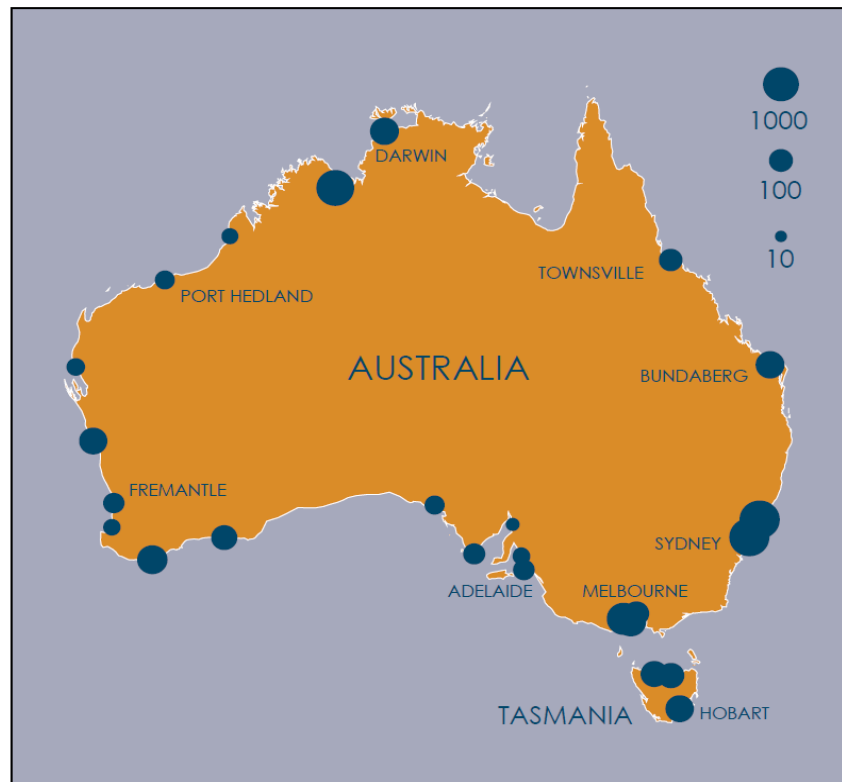 1000
DARWIN
100
10
TOWNSVILLE
PORT HEDLAND
AUSTRALIA
BUNDABERG
FREMANTLE
SYDNEY
ADELAIDE
MELBOURNE
TASMANIA
HOBART